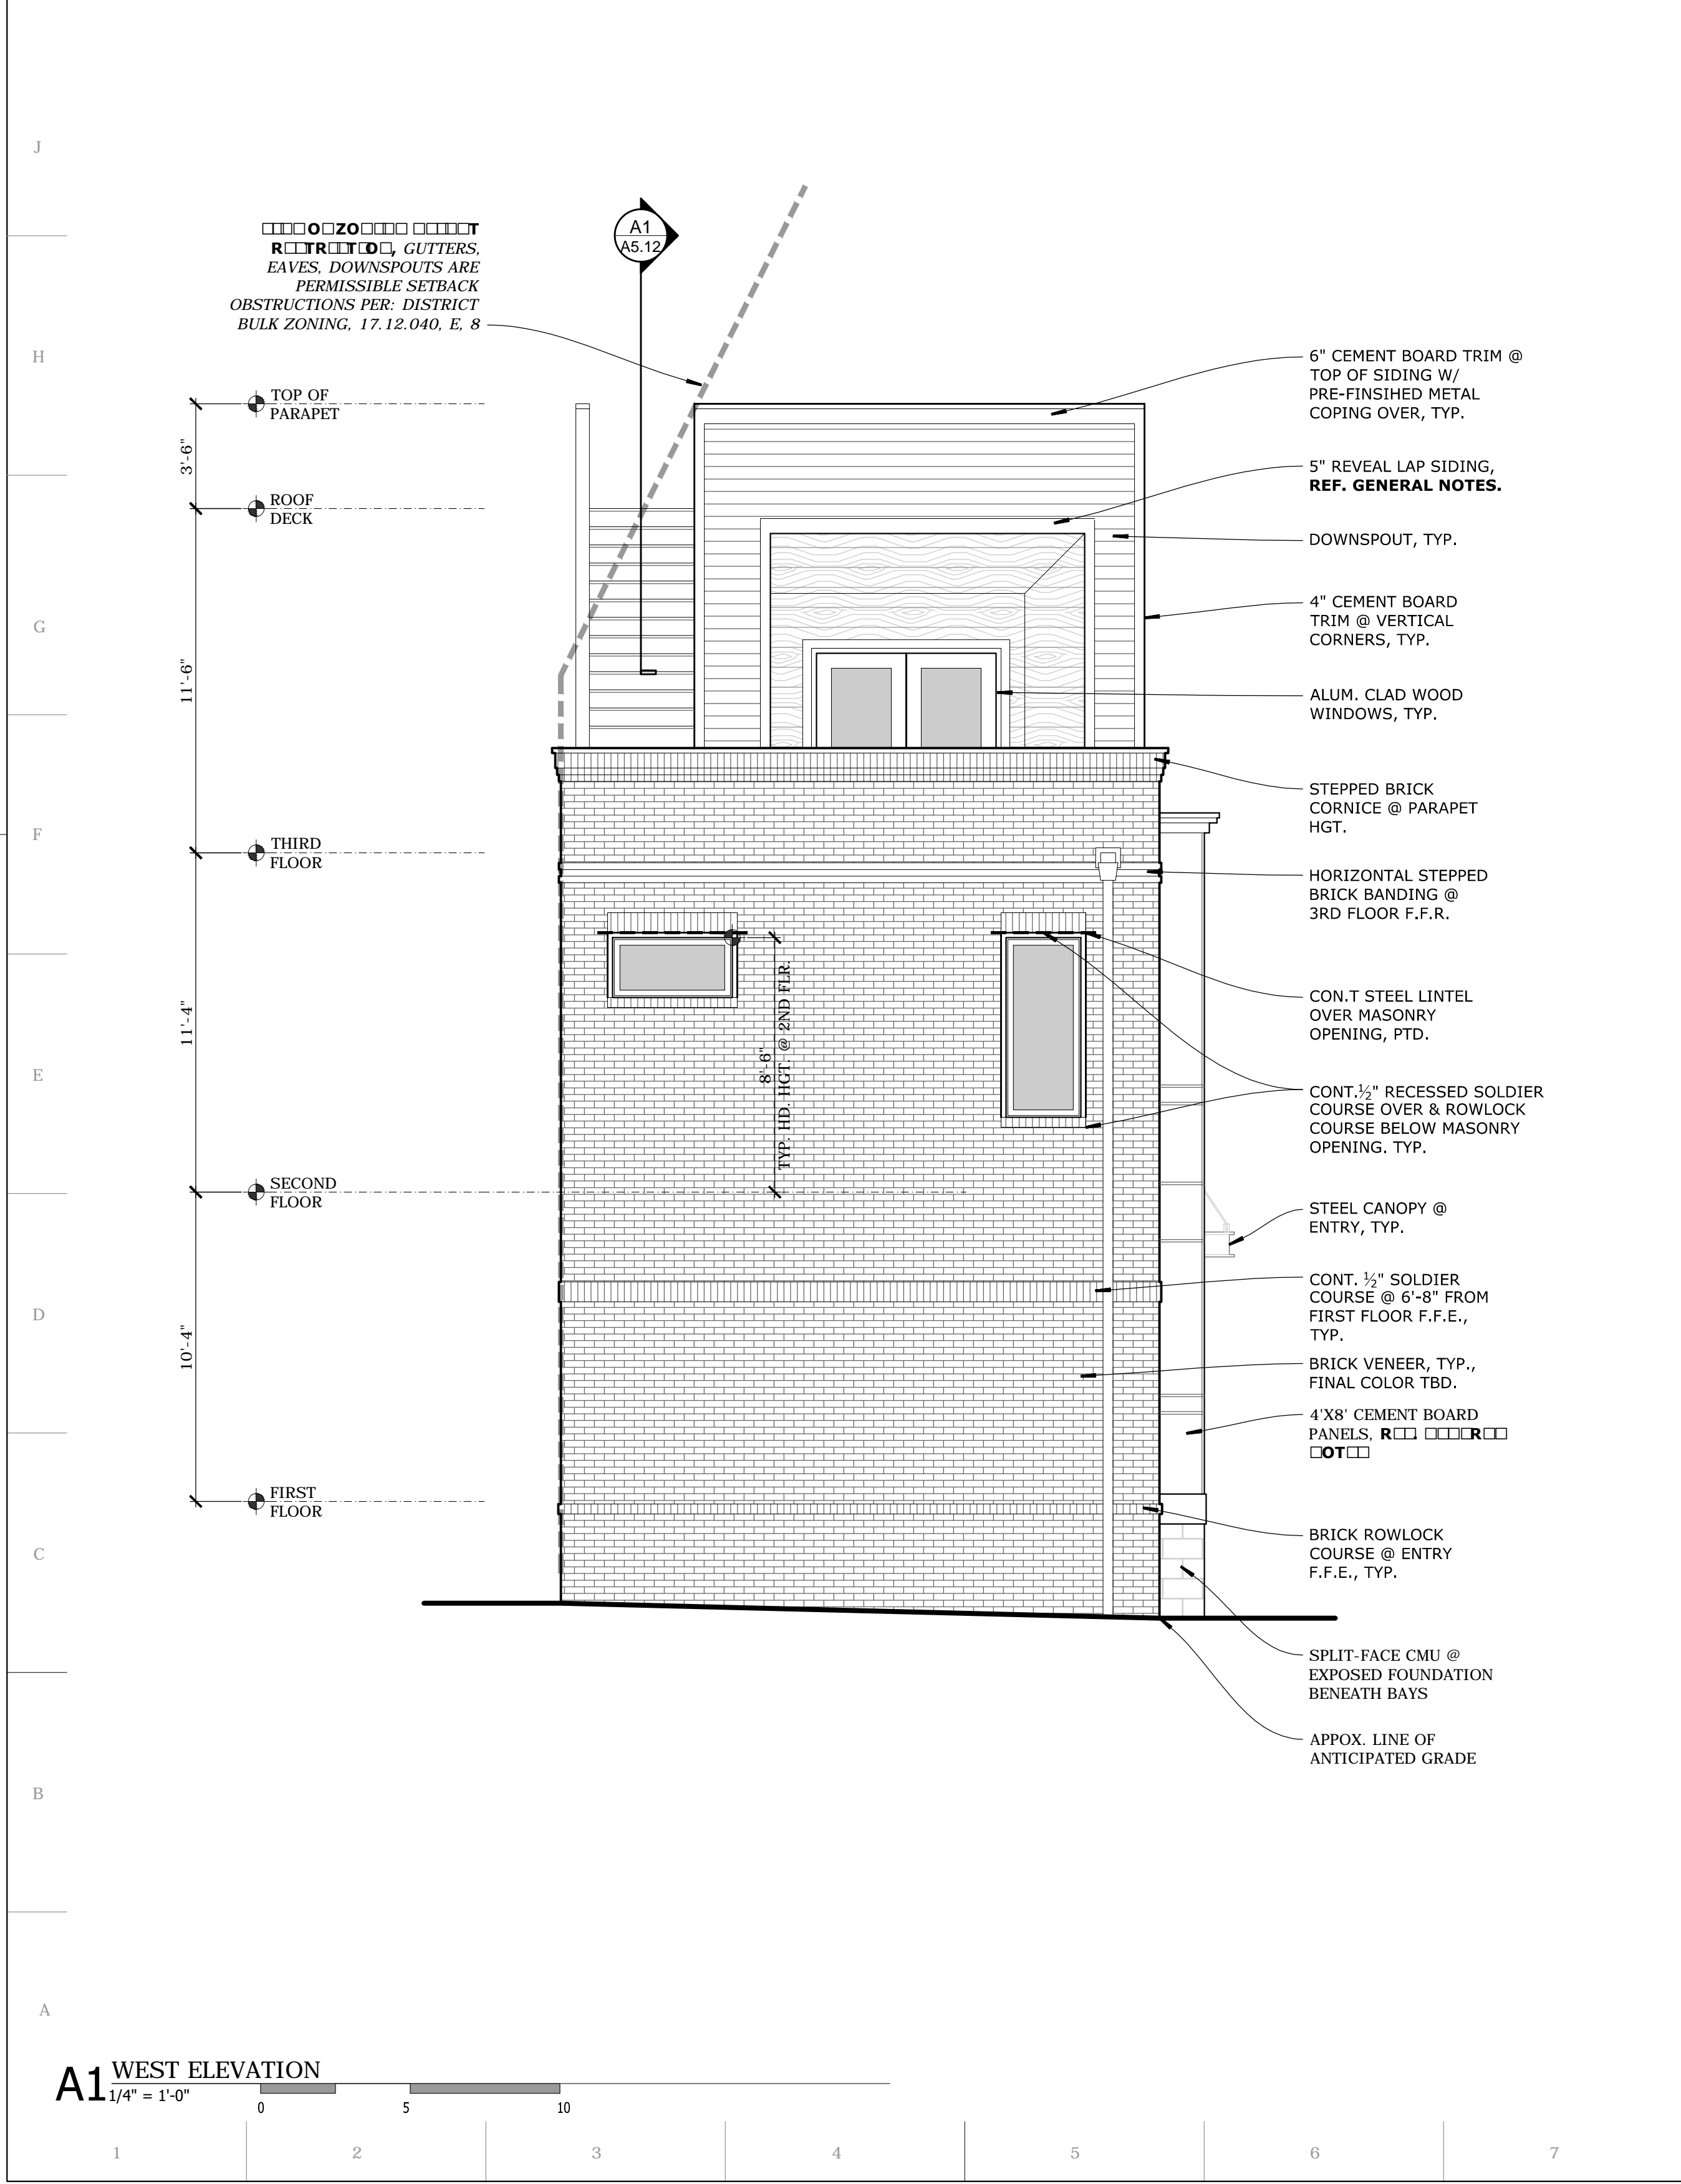 J
H
G
F
E
D
C
B
A
GUTTERS,
EAVES, DOWNSPOUTS ARE
PERMISSIBLE SETBACK
OBSTRUCTIONS PER: DISTRICT
BULK ZONING, 17.12.040, E, 8
A1
A5.12
TOP OF
PARAPET
3'-6"
ROOF
DECK
11'-6"
THIRD
FLOOR
11'-4"
SECOND
FLOOR
10'-4"
FIRST
FLOOR
8'-6"
TYP. HD. HGT. @ 2ND FLR.
6" CEMENT BOARD TRIM @
TOP OF SIDING W/
PRE-FINSIHED METAL
COPING OVER, TYP.
5" REVEAL LAP SIDING,
REF. GENERAL NOTES.
DOWNSPOUT, TYP.
4" CEMENT BOARD
TRIM @ VERTICAL
CORNERS, TYP.
ALUM. CLAD WOOD
WINDOWS, TYP.
STEPPED BRICK
CORNICE @ PARAPET
HGT.
HORIZONTAL STEPPED
BRICK BANDING @
3RD FLOOR F.F.R.
CON.T STEEL LINTEL
OVER MASONRY
OPENING, PTD.
CONT.½" RECESSED SOLDIER
COURSE OVER & ROWLOCK
COURSE BELOW MASONRY
OPENING. TYP.
STEEL CANOPY @
ENTRY, TYP.
CONT. ½" SOLDIER
COURSE @ 6'-8" FROM
FIRST FLOOR F.F.E.,
TYP.
BRICK VENEER, TYP.,
FINAL COLOR TBD.
4'X8' CEMENT BOARD
PANELS,
BRICK ROWLOCK
COURSE @ ENTRY
F.F.E., TYP.
SPLIT-FACE CMU @
EXPOSED FOUNDATION
BENEATH BAYS
APPOX. LINE OF
ANTICIPATED GRADE
A1
WEST ELEVATION
1/4" = 1'-0"
0 5 10
1 2 3 4 5 6 7